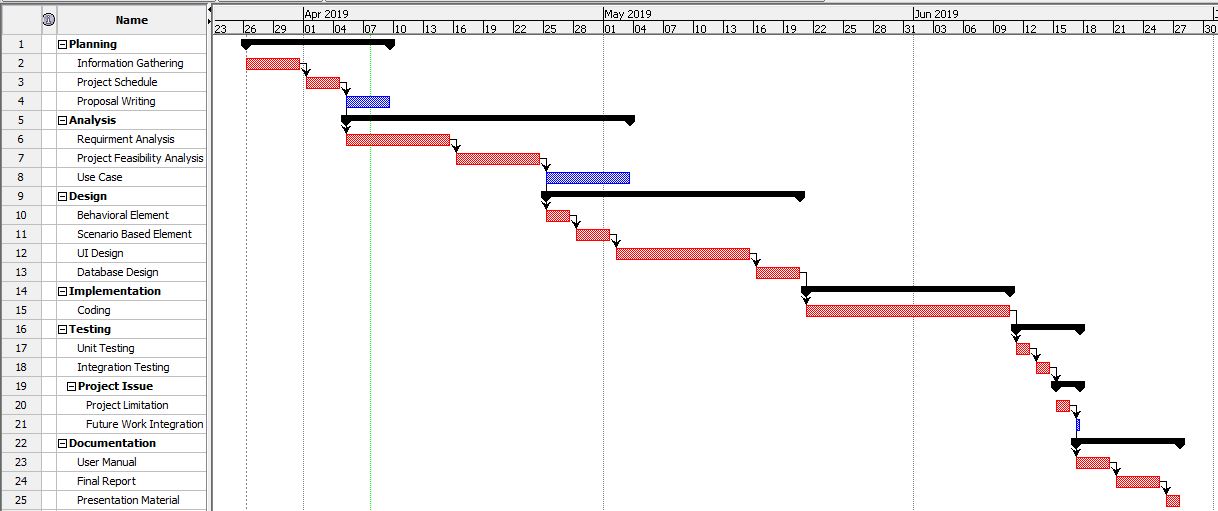 Name
Apr 2019 May 2019 Jun 2019
23 26 29 01 04 07 10 13 16 19 22 25 28 01 04 07 10 13 16 19 22 25 28 31 03 06 09 12 15 18 21 24 27 30
1 Planning
2 Information Gathering
3 Project Schedule
4 Proposal Writing
5 Analysis
6 Requirment Analysis
7 Project Feasibility Analysis
8 Use Case
9 Design
10 Behavioral Element
11 Scenario Based Element
12 UI Design
13 Database Design
14 Implementation
15 Coding
16 Testing
17 Unit Testing
18 Integration Testing
19 Project Issue
20 Project Limitation
21 Future Work Integration
22 Documentation
23 User Manual
24 Final Report
25 Presentation Material